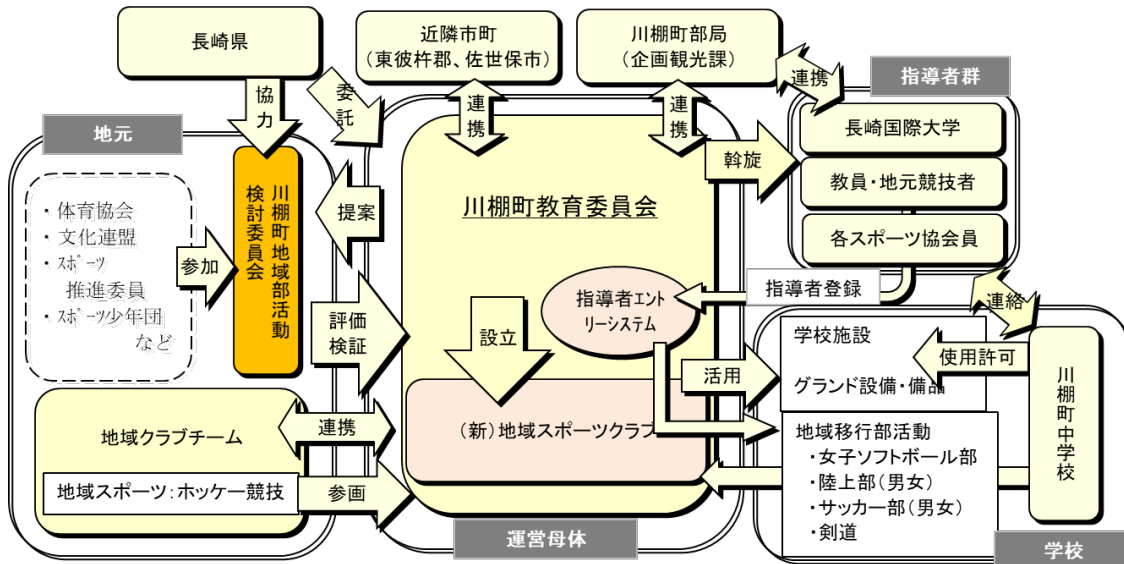 長崎県
近隣市町
(東彼杵郡、佐世保市)
川棚町部局
(企画観光課)
連携
指導者群
協力
委託
連携
連携
地元
長崎国際大学
斡旋
教員・地元競技者
各スポーツ協会員
川棚町地域部活動
検討委員会
提案
川棚町教育委員会
・体育協会
・文化連盟
・スポーツ
推進委員
・スポーツ少年団
など
参加
指導者登録
連絡
指導者エント
リーシステム
評価
検証
設立
学校施設
グランド設備・備品
使用許可
活用
川棚町中学校
地域クラブチーム
連携
(新)地域スポーツクラブ
地域移行部活動
・女子ソフトボール部
・陸上部(男女)
・サッカー部(男女)
・剣道
地域スポーツ:ホッケー競技
参画
運営母体
学校